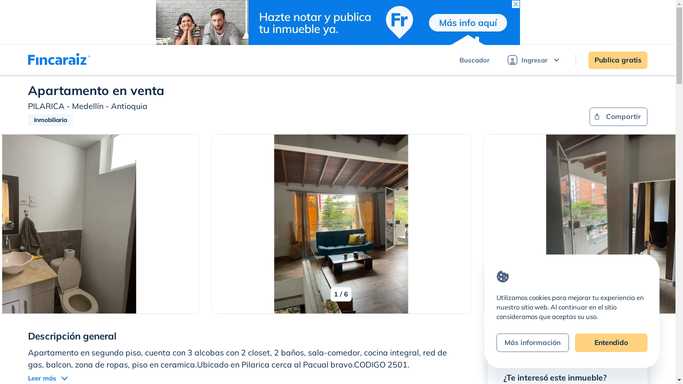 Hazte notar y publica
tu inmueble ya.
Fr
Más info aquí
Fincaraiz
Buscador
Ingresar
Publica gratis
Apartamento en venta
PILARICA - Medellín - Antioquia
Inmobiliaria
Compartir
1 / 6
Utilizamos cookies para mejorar tu experiencia en
nuestro sitio web. Al continuar en el sitio
consideramos que aceptas su uso.
Más información
Entendido
Descripción general
Apartamento en segundo piso, cuenta con 3 alcobas con 2 closet, 2 baños, sala-comedor, cocina integral, red de
gas, balcon, zona de ropas, piso en ceramica.Ubicado en Pilarica cerca al Pacual bravo.CODIGO 2501.
Leer más
¿Te interesó este inmueble?